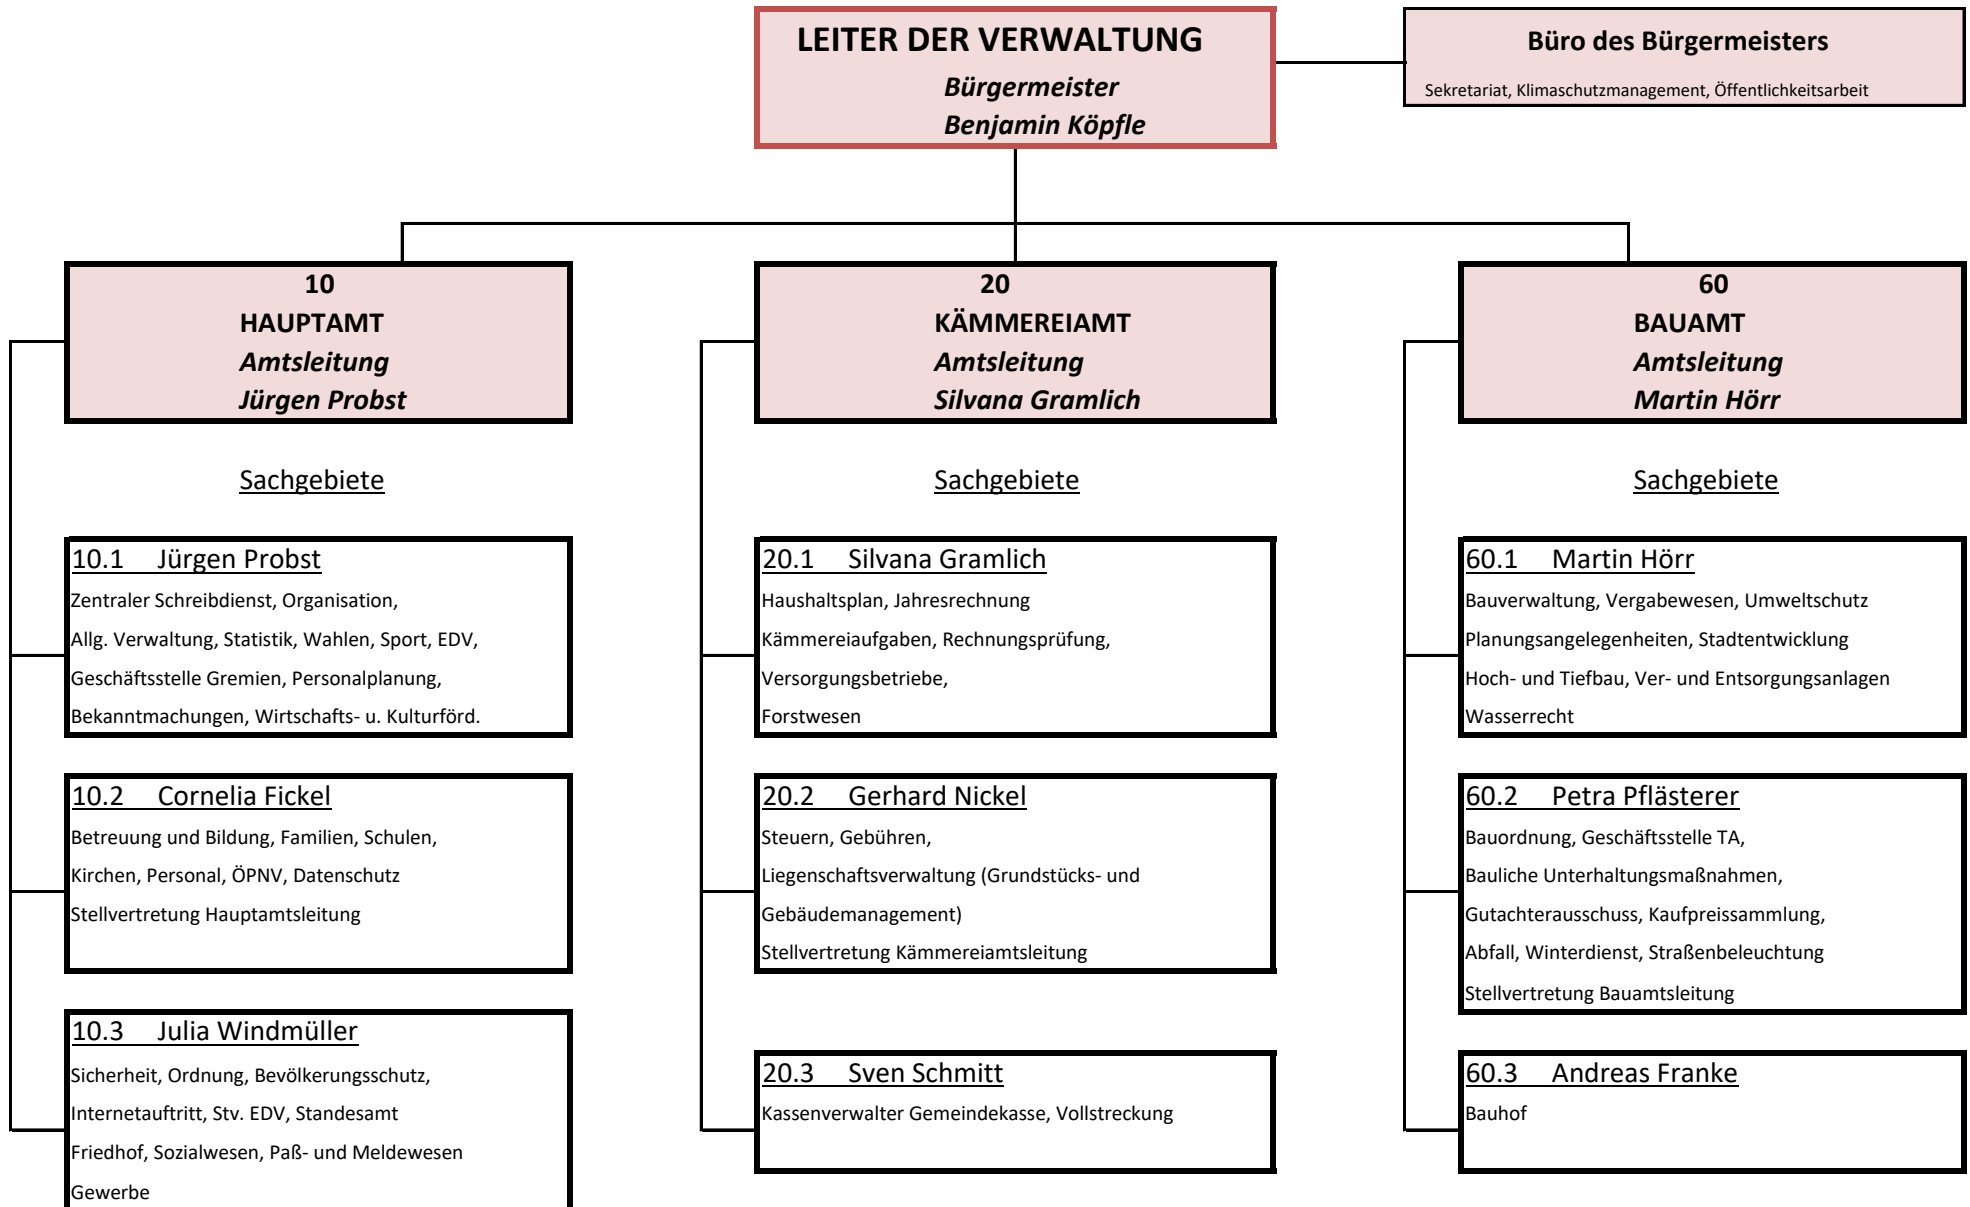 LEITER DER VERWALTUNG
Bürgermeister
Benjamin Köpfle
Büro des Bürgermeisters
Sekretariat, Klimaschutzmanagement, Öffentlichkeitsarbeit
10
HAUPTAMT
Amtsleitung
Jürgen Probst
Sachgebiete
10.1 Jürgen Probst
Zentraler Schreibdienst, Organisation,
Allg. Verwaltung, Statistik, Wahlen, Sport, EDV,
Geschäftsstelle Gremien, Personalplanung,
Bekanntmachungen, Wirtschafts- u. Kulturförd.
10.2 Cornelia Fickel
Betreuung und Bildung, Familien, Schulen,
Kirchen, Personal, ÖPNV, Datenschutz
Stellvertretung Hauptamtsleitung
10.3 Julia Windmüller
Sicherheit, Ordnung, Bevölkerungsschutz,
Internetauftritt, Stv. EDV, Standesamt
Friedhof, Sozialwesen, Paß- und Meldewesen
Gewerbe
20
KÄMMEREIAMT
Amtsleitung
Silvana Gramlich
Sachgebiete
20.1 Silvana Gramlich
Haushaltsplan, Jahresrechnung
Kämmereiaufgaben, Rechnungsprüfung,
Versorgungsbetriebe,
Forstwesen
20.2 Gerhard Nickel
Steuern, Gebühren,
Liegenschaftsverwaltung (Grundstücks- und
Gebäudemanagement)
Stellvertretung Kämmereiamtsleitung
20.3 Sven Schmitt
Kassenverwalter Gemeindekasse, Vollstreckung
60
BAUAMT
Amtsleitung
Martin Hörr
Sachgebiete
60.1 Martin Hörr
Bauverwaltung, Vergabewesen, Umweltschutz
Planungsangelegenheiten, Stadtentwicklung
Hoch- und Tiefbau, Ver- und Entsorgungsanlagen
Wasserrecht
60.2 Petra Pflästerer
Bauordnung, Geschäftsstelle TA,
Bauliche Unterhaltungsmaßnahmen,
Gutachterausschuss, Kaufpreissammlung,
Abfall, Winterdienst, Straßenbeleuchtung
Stellvertretung Bauamtsleitung
60.3 Andreas Franke
Bauhof